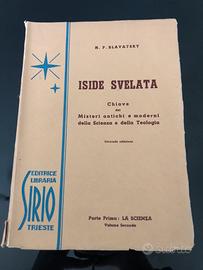 H. P. BLAVATSKY
ISIDE SVELATA
Chiave
dei
Misteri antichi e moderni
della Scienza e della Teologia
Seconda edizione
EDITRICE
LIBRARIA
SIRIO
TRIESTE
Parte Prima: LA SCIENZA
Volume Secondo
subito